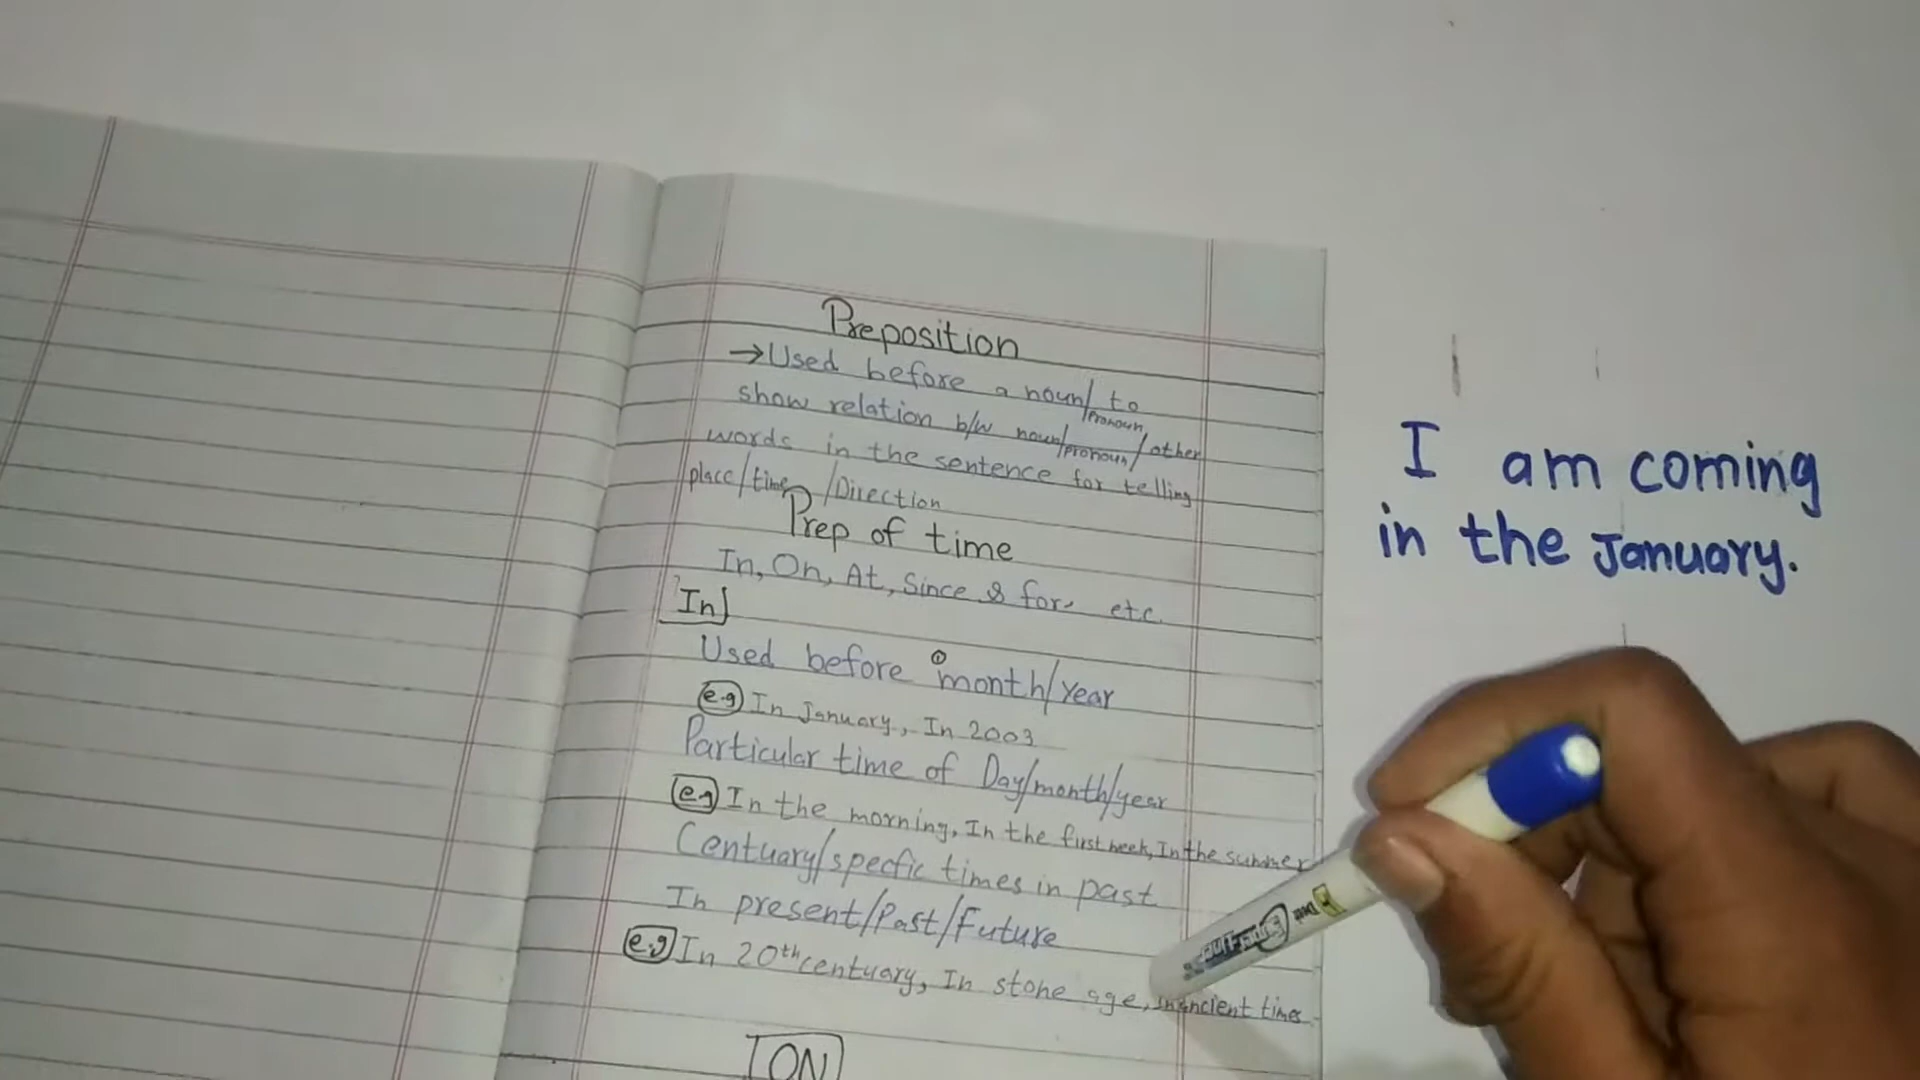 Preposition
→ Used before a noun/pronoun to
show relation b/w noun/pronoun/other
words in the sentence for telling
place/time/Direction
Prep of time
In, On, At, Since & for, etc.
In
Used before ① month/year
e.g In January, In 2003
Particular time of Day/month/year
e.g In the morning, In the first week, In the summer
Centuary/specfic times in past
In present/Past/Future
e.g In 20th centuary, In stone age, in ancient times
ON
I am coming
in the January.